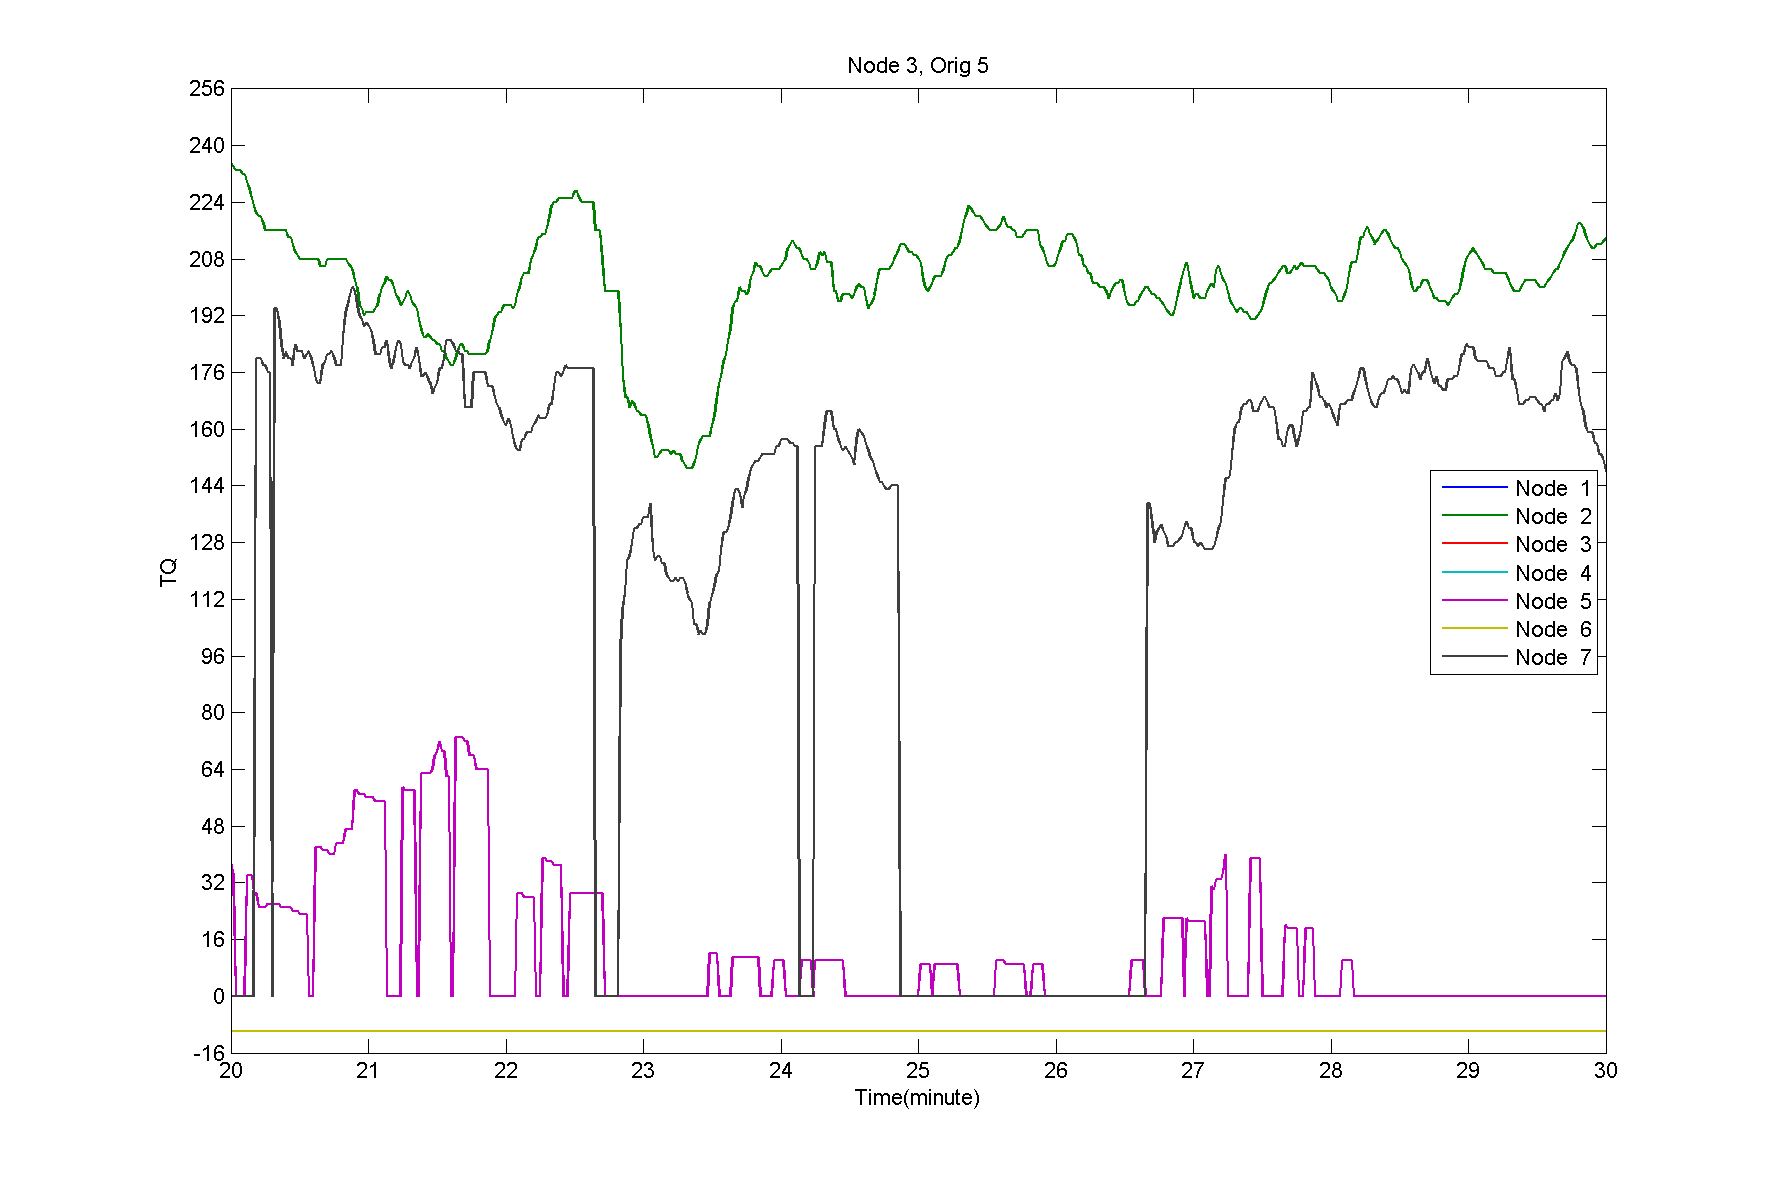 Node 3, Orig 5
256
240
224
208
192
176
160
144
128
112
96
80
64
48
32
16
0
-16
TQ
Node 1
Node 2
Node 3
Node 4
Node 5
Node 6
Node 7
20 21 22 23 24 25 26 27 28 29 30
Time(minute)